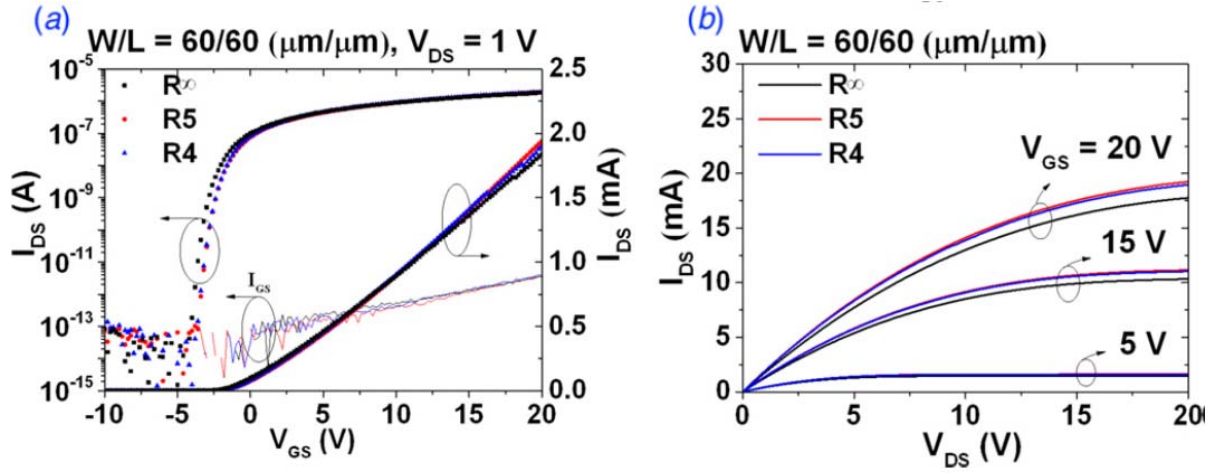 (a)
W/L = 60/60 (μm/μm), V_DS = 1 V
10^-5
10^-7
10^-9
10^-11
10^-13
10^-15
I_DS (A)
R∞
R5
R4
I_GS
2.5
2.0
1.5
1.0
0.5
0.0
I_DS (mA)
-10 -5 0 5 10 15 20
V_GS (V)
(b)
W/L = 60/60 (μm/μm)
30
25
20
15
10
5
0
I_DS (mA)
R∞
R5
R4
V_GS = 20 V
15 V
5 V
0 5 10 15 200
V_DS (V)